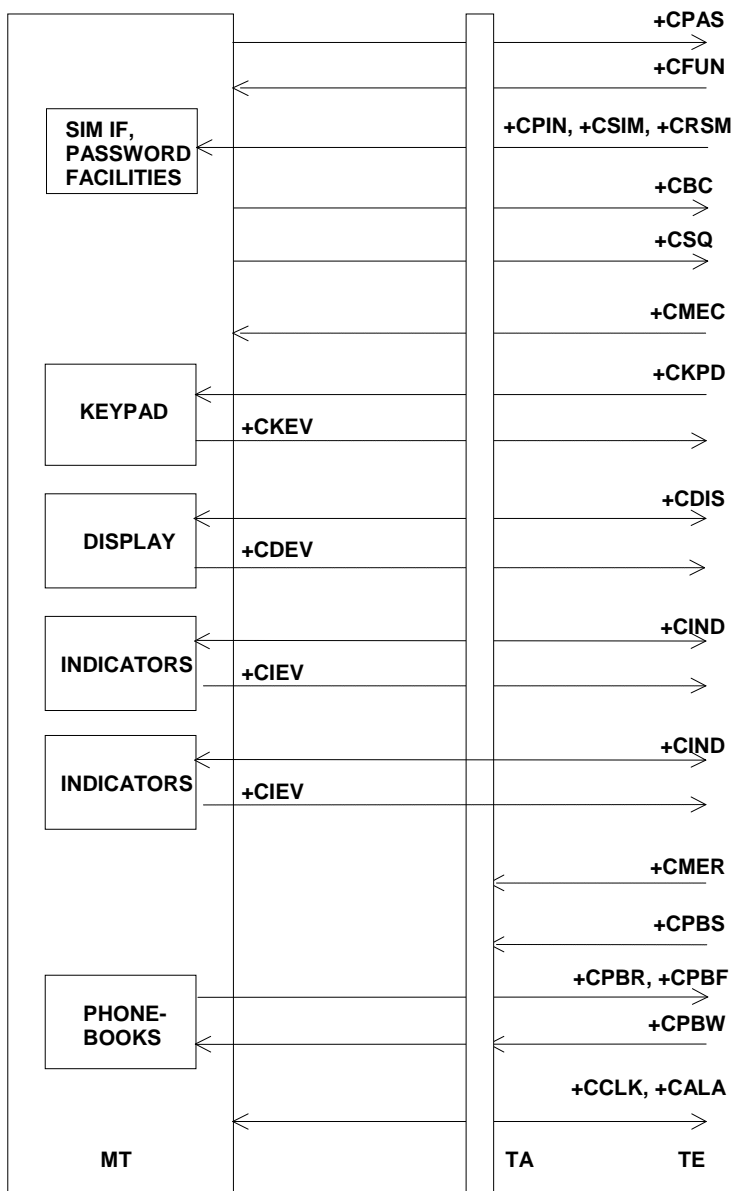 +CPAS
+CFUN
SIM IF,
PASSWORD
FACILITIES
+CPIN, +CSIM, +CRSM
+CBC
+CSQ
+CMEC
+CKPD
KEYPAD
+CKEV
+CDIS
DISPLAY
+CDEV
+CIND
INDICATORS
+CIEV
+CIND
INDICATORS
+CIEV
+CMER
+CPBS
+CPBR, +CPBF
PHONE-
BOOKS
+CPBW
+CCLK, +CALA
MT TA TE